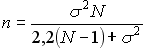 n = σ²N / 2,2(N−1) + σ²